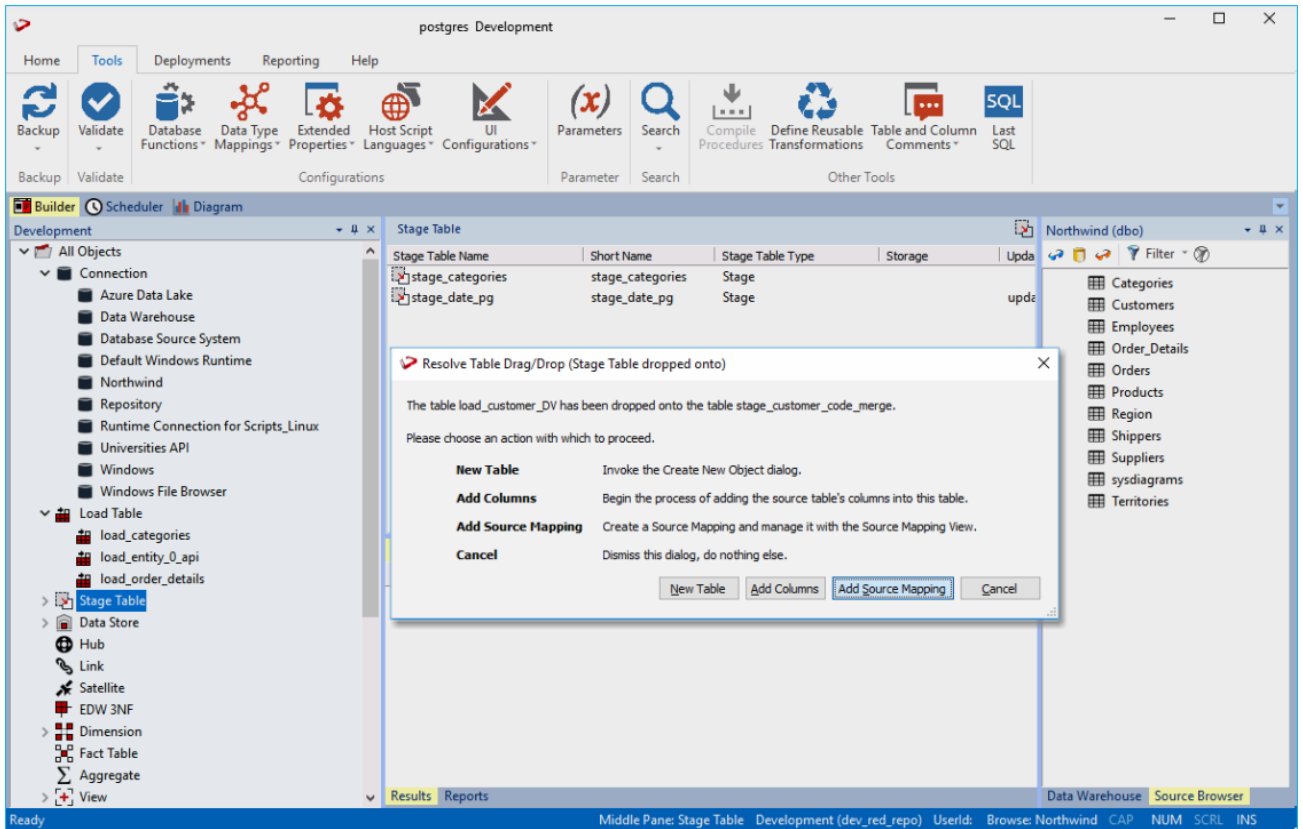 postgres Development
Home Tools Deployments Reporting Help
Backup Validate Database Functions Data Type Mappings Extended Properties Host Script Languages UI Configurations Parameters Search Compile Procedures Define Reusable Transformations Table and Column Comments SQL Last SQL
Backup Validate Configurations Parameter Search Other Tools
Builder Scheduler Diagram
Development
All Objects
Connection
Azure Data Lake
Data Warehouse
Database Source System
Default Windows Runtime
Northwind
Repository
Runtime Connection for Scripts_Linux
Universities API
Windows
Windows File Browser
Load Table
load_categories
load_entity_0_api
load_order_details
Stage Table
Data Store
Hub
Link
Satellite
EDW 3NF
Dimension
Fact Table
Aggregate
View
Stage Table
Stage Table Name Short Name Stage Table Type Storage Upda
stage_categories stage_categories Stage
stage_date_pg stage_date_pg Stage upda
Resolve Table Drag/Drop (Stage Table dropped onto)
The table load_customer_DV has been dropped onto the table stage_customer_code_merge.
Please choose an action with which to proceed.
New Table Invoke the Create New Object dialog.
Add Columns Begin the process of adding the source table's columns into this table.
Add Source Mapping Create a Source Mapping and manage it with the Source Mapping View.
Cancel Dismiss this dialog, do nothing else.
New Table Add Columns Add Source Mapping Cancel
Results Reports
Northwind (dbo)
Filter
Categories
Customers
Employees
Order_Details
Orders
Products
Region
Shippers
Suppliers
sysdiagrams
Territories
Data Warehouse Source Browser
Ready Middle Pane: Stage Table Development (dev_red_repo) UserId: Browse: Northwind CAP NUM SCRL INS